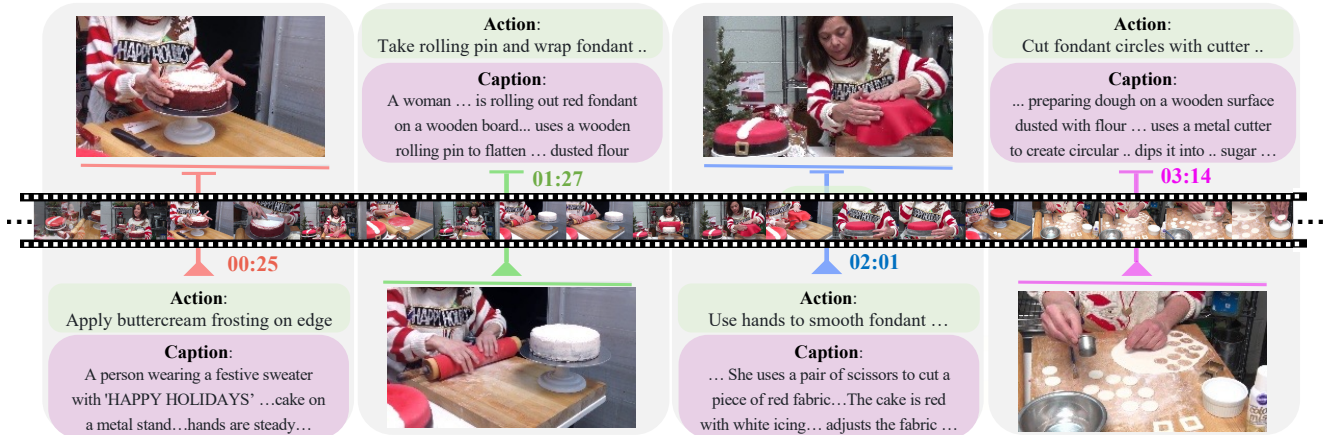 HAPPY HOLIDAYS
00:25
Action:
Apply buttercream frosting on edge
Caption:
A person wearing a festive sweater
with 'HAPPY HOLIDAYS’ …cake on
a metal stand…hands are steady…
Action:
Take rolling pin and wrap fondant ..
Caption:
A woman … is rolling out red fondant
on a wooden board... uses a wooden
rolling pin to flatten … dusted flour
01:27
02:01
Action:
Use hands to smooth fondant …
Caption:
… She uses a pair of scissors to cut a
piece of red fabric…The cake is red
with white icing… adjusts the fabric …
Action:
Cut fondant circles with cutter ..
Caption:
... preparing dough on a wooden surface
dusted with flour … uses a metal cutter
to create circular .. dips it into .. sugar …
03:14
...
...